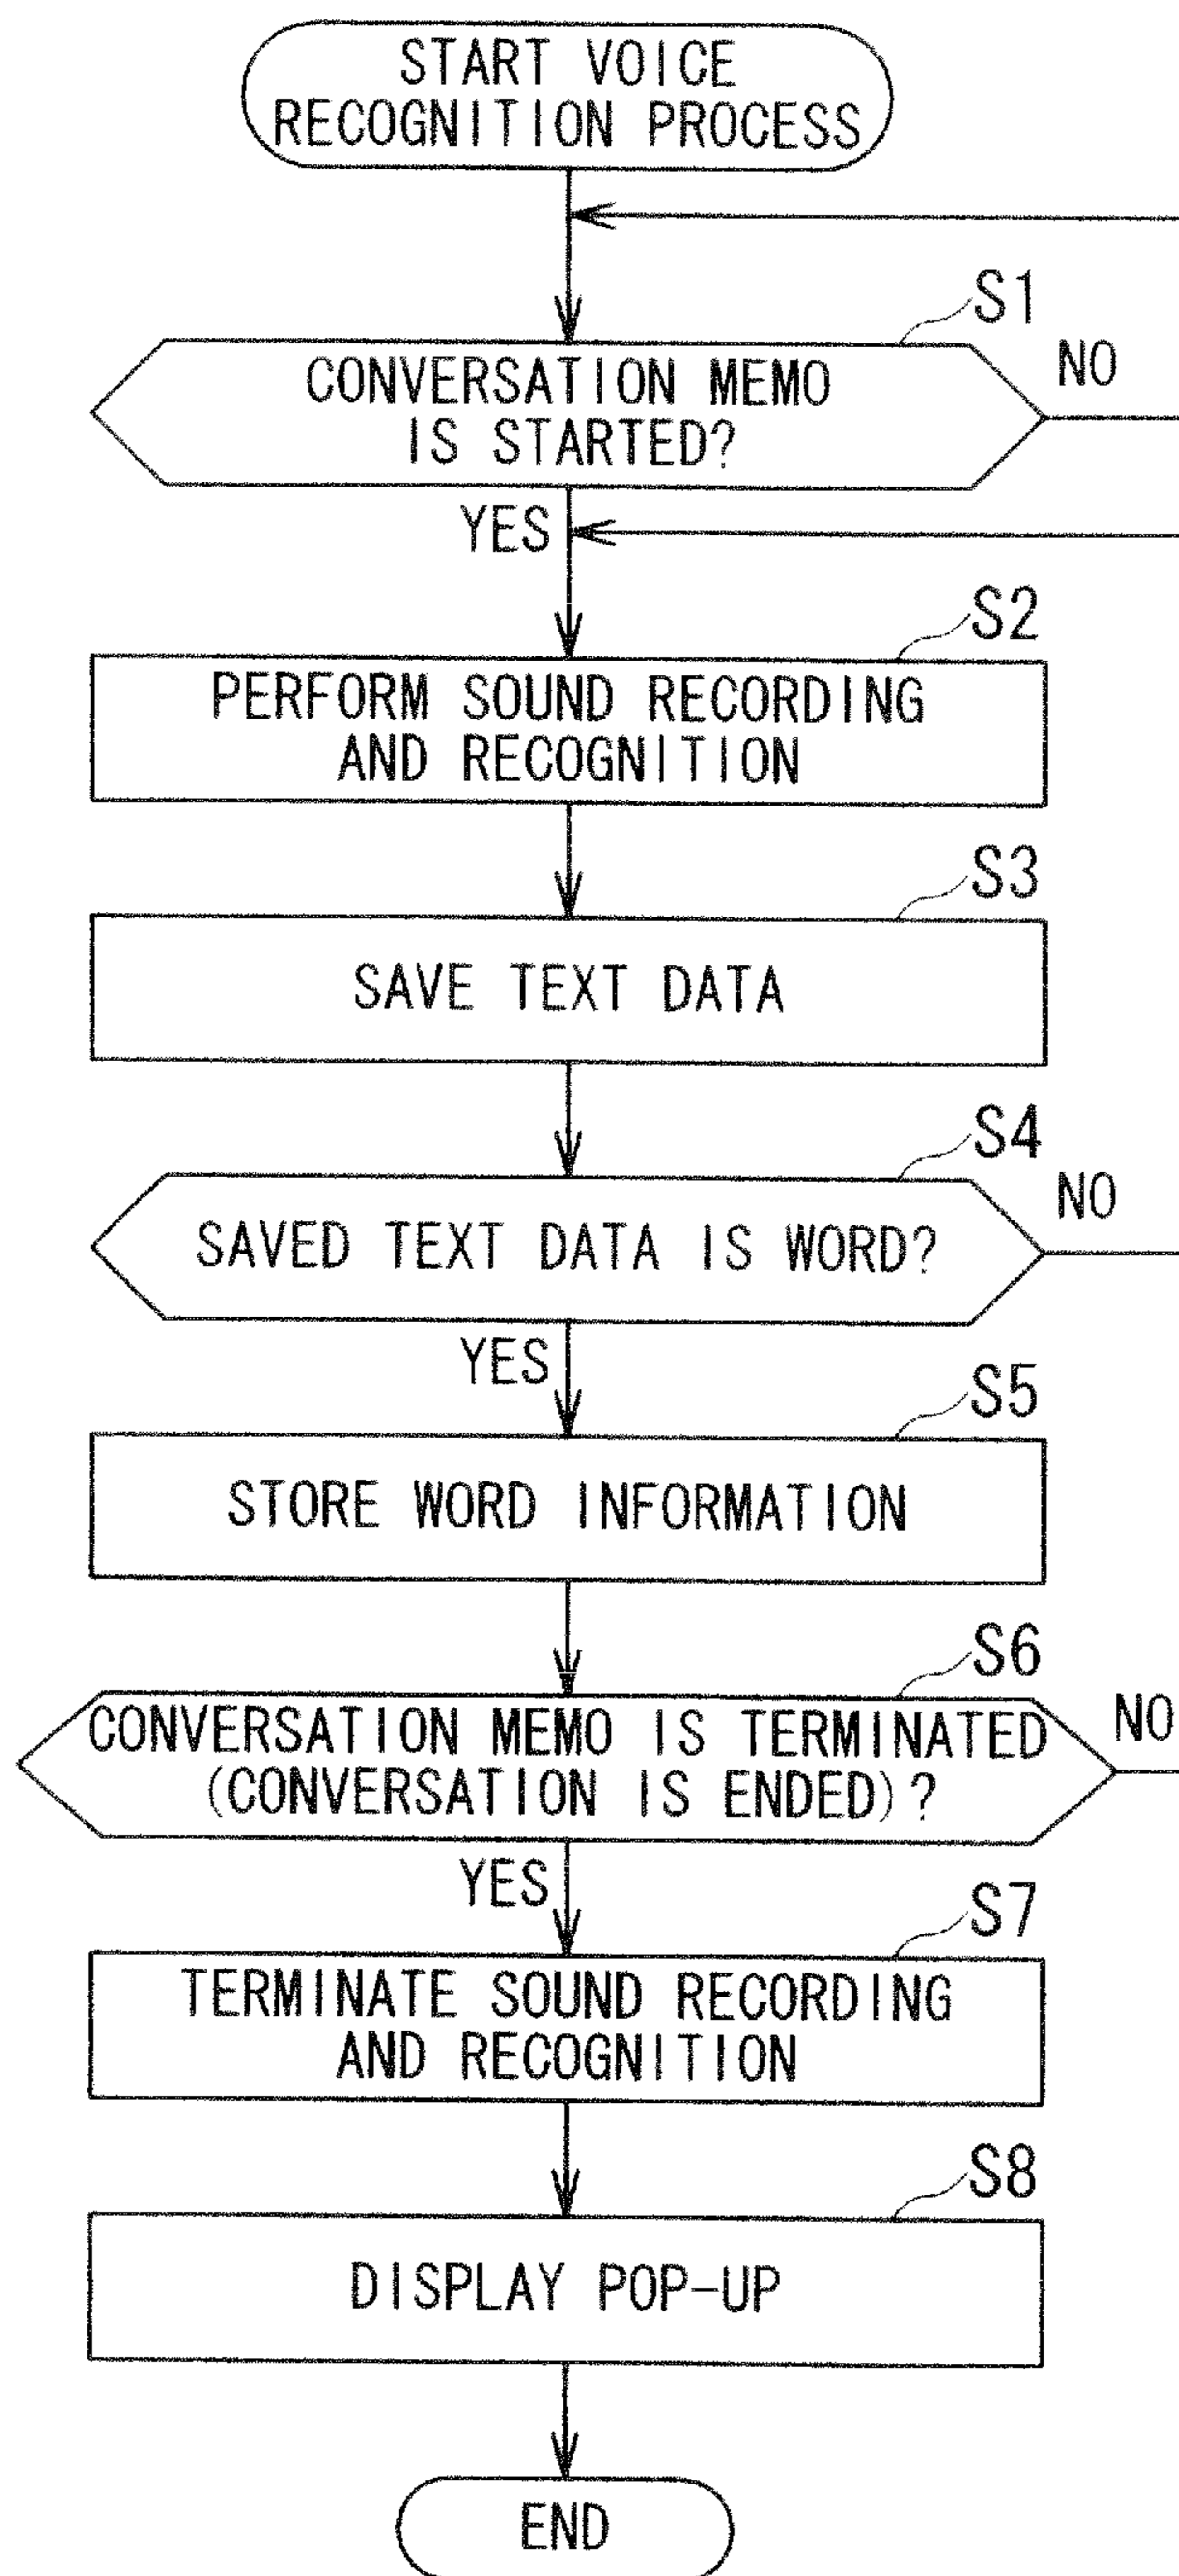 START VOICE
RECOGNITION PROCESS
S1
CONVERSATION MEMO
IS STARTED?
NO
YES
S2
PERFORM SOUND RECORDING
AND RECOGNITION
S3
SAVE TEXT DATA
S4
SAVED TEXT DATA IS WORD?
NO
YES
S5
STORE WORD INFORMATION
S6
CONVERSATION MEMO IS TERMINATED
(CONVERSATION IS ENDED)?
NO
YES
S7
TERMINATE SOUND RECORDING
AND RECOGNITION
S8
DISPLAY POP-UP
END